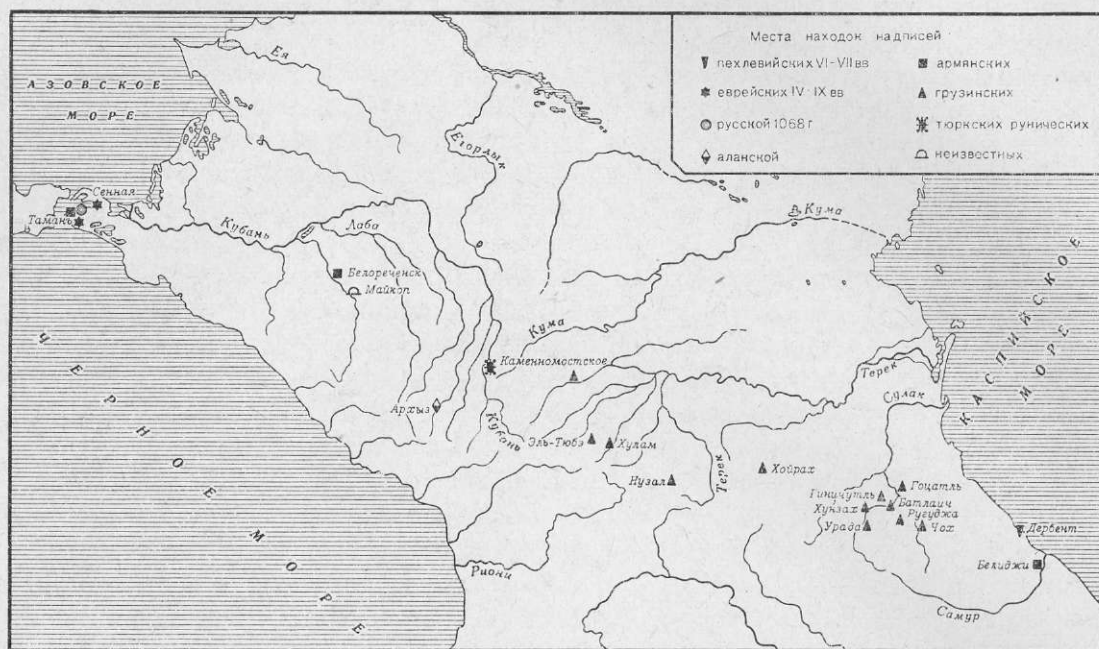 Места находок надписей
пехлевийских VI-VII вв
армянских
еврейских IV-IX вв
грузинских
русской 1068 г
тюркских рунических
аланской
неизвестных
АЗОВСКОЕ
МОРЕ
Ея
Егорлык
Сенная
Тамань
Кубань
Лаба
Кума
Белореченск
Майкоп
Кума
Каменномостское
Терек
Сулак
КАСПИЙСКОЕ
МОРЕ
Архыз
Кубань
Эль-Тюбэ
Хулам
Нузал
Терек
Хойрах
Гоцатль
Гиничутль
Батлаич
Хунзах
Ругуджа
Урада
Чох
Дербент
Белиджи
Риони
Самур
ЧЕРНОЕ МОРЕ